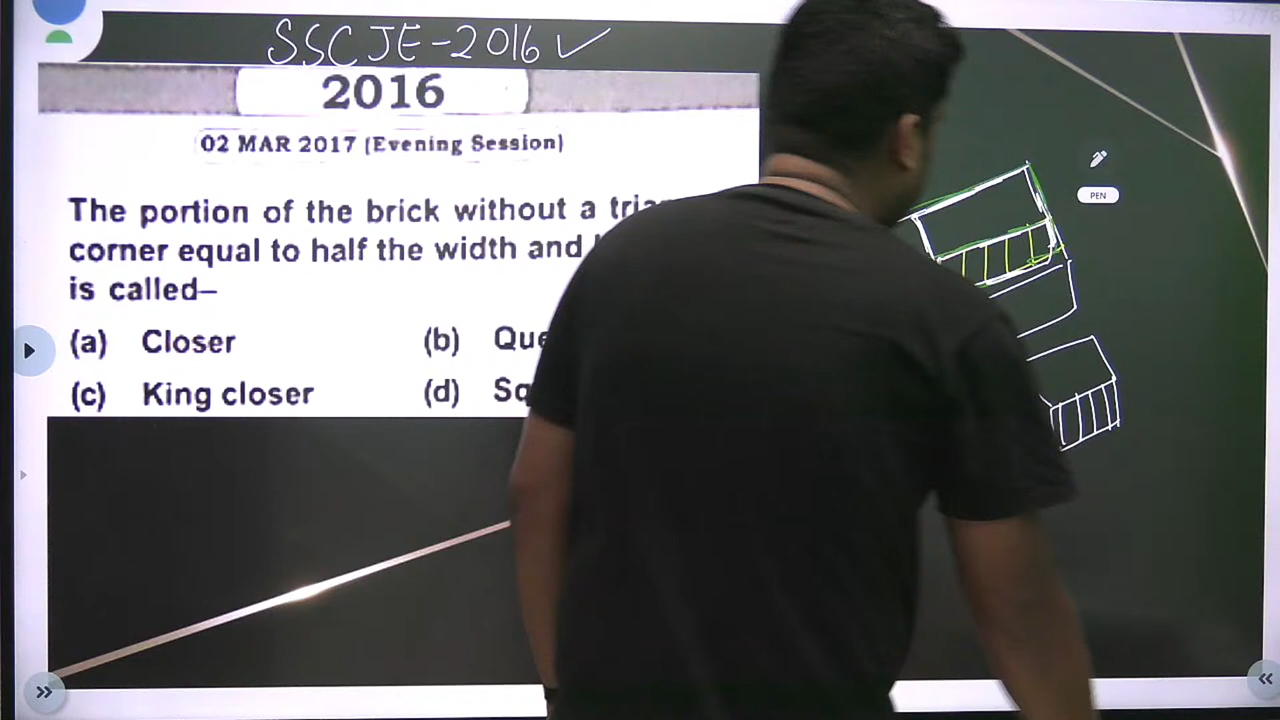 SSC JE-2016
2016
02 MAR 2017 (Evening Session)
The portion of the brick without a
corner equal to half the width and
is called–
(a) Closer (b)
(c) King closer (d)
PEN